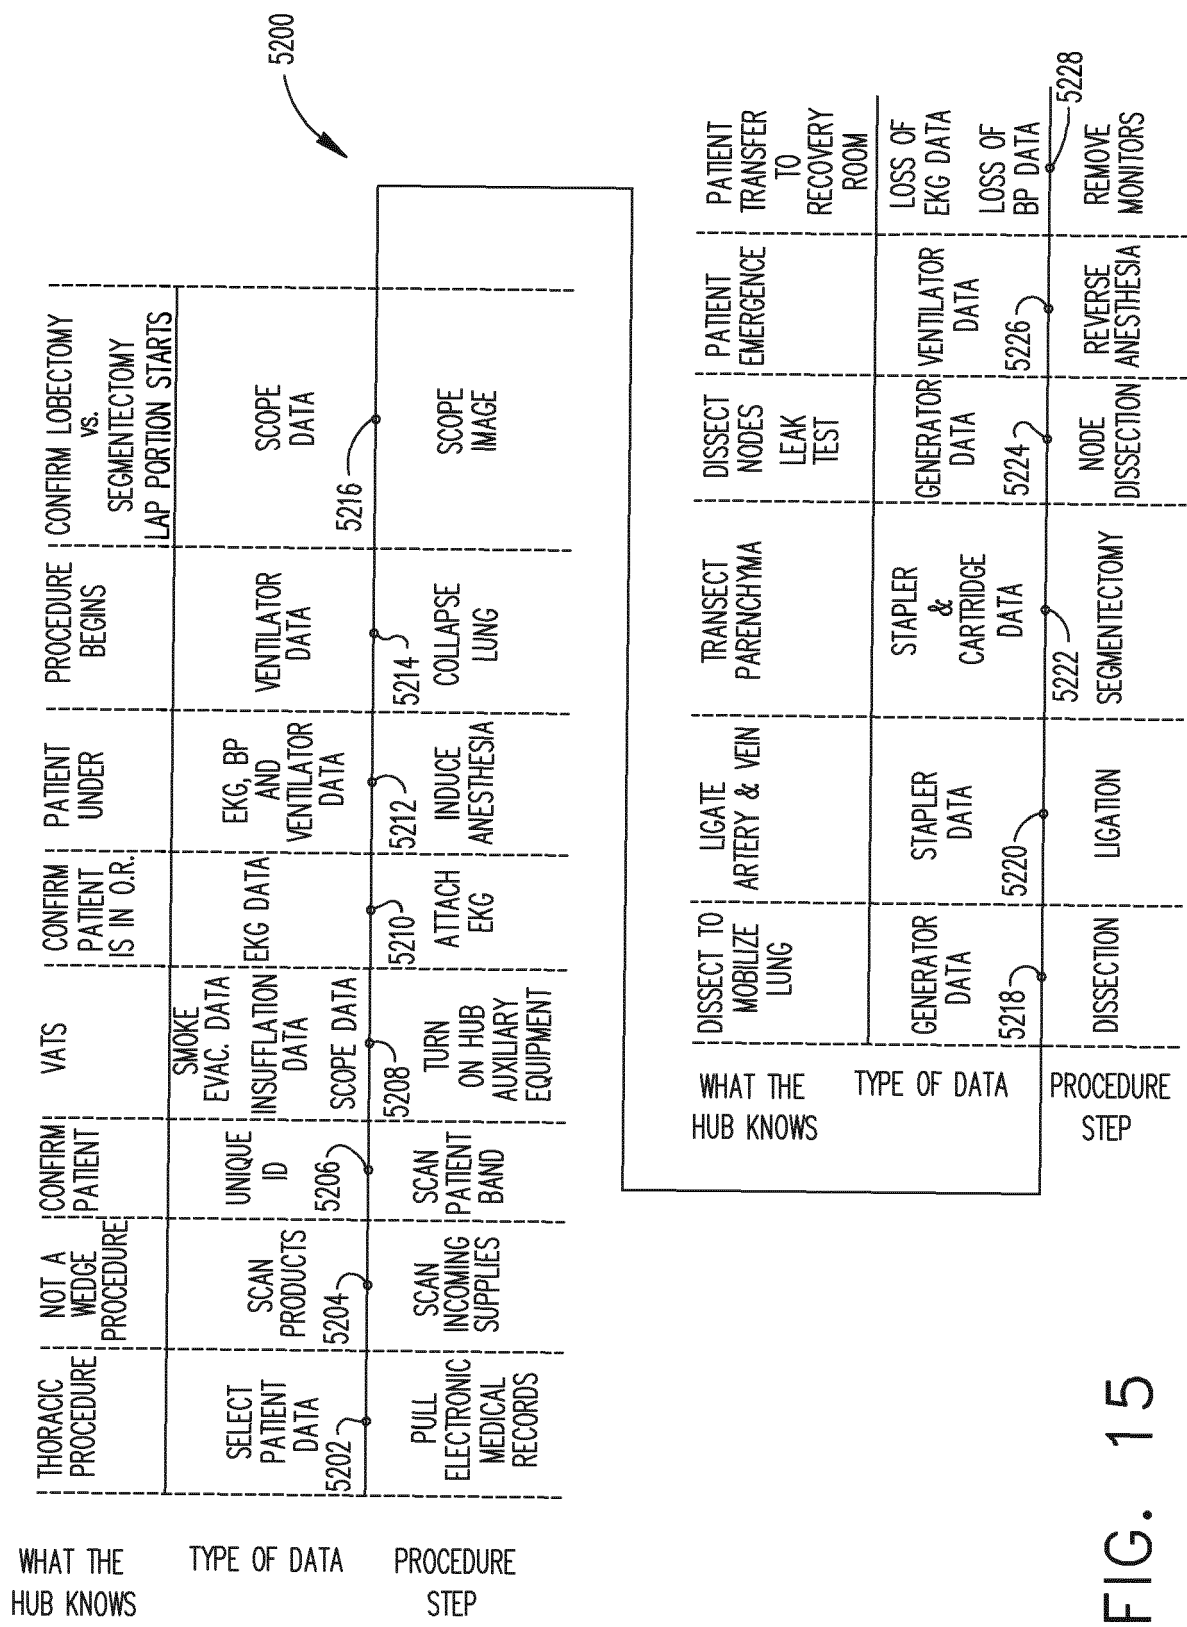 5200
WHAT THE
HUB KNOWS
THORACIC
PROCEDURE
NOT A
WEDGE
PROCEDURE
CONFIRM
PATIENT
VATS
CONFIRM
PATIENT
IS IN O.R.
PATIENT
UNDER
PROCEDURE
BEGINS
CONFIRM LOBECTOMY
vs.
SEGMENTECTOMY
LAP PORTION STARTS
TYPE OF DATA
SELECT
PATIENT
DATA
5202
SCAN
PRODUCTS
5204
UNIQUE
ID
5206
SMOKE
EVAC. DATA
INSUFFLATION
DATA
SCOPE DATA
5208
EKG DATA
5210
EKG, BP
AND
VENTILATOR
DATA
5212
VENTILATOR
DATA
5214
SCOPE
DATA
5216
PROCEDURE
STEP
PULL
ELECTRONIC
MEDICAL
RECORDS
SCAN
INCOMING
SUPPLIES
SCAN
PATIENT
BAND
TURN
ON HUB
AUXILIARY
EQUIPMENT
ATTACH
EKG
INDUCE
ANESTHESIA
COLLAPSE
LUNG
SCOPE
IMAGE
WHAT THE
HUB KNOWS
DISSECT TO
MOBILIZE
LUNG
LIGATE
ARTERY & VEIN
TRANSECT
PARENCHYMA
DISSECT
NODES
LEAK
TEST
PATIENT
EMERGENCE
PATIENT
TRANSFER
TO
RECOVERY
ROOM
TYPE OF DATA
GENERATOR
DATA
5218
STAPLER
DATA
5220
STAPLER
&
CARTRIDGE
DATA
5222
GENERATOR
DATA
5224
VENTILATOR
DATA
5226
LOSS OF
EKG DATA
LOSS OF
BP DATA
5228
PROCEDURE
STEP
DISSECTION
LIGATION
SEGMENTECTOMY
NODE
DISSECTION
REVERSE
ANESTHESIA
REMOVE
MONITORS
FIG. 15